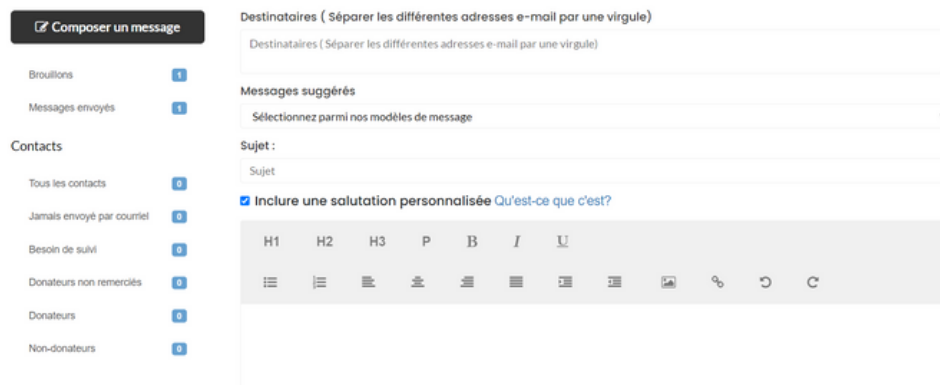 Composer un message
Brouillons 1
Messages envoyés 1
Contacts
Tous les contacts 0
Jamais envoyé par courriel 0
Besoin de suivi 0
Donateurs non remerciés 0
Donateurs 0
Non-donateurs 0
Destinataires ( Séparer les différentes adresses e-mail par une virgule)
Destinataires ( Séparer les différentes adresses e-mail par une virgule)
Messages suggérés
Sélectionnez parmi nos modèles de message
Sujet :
Sujet
Inclure une salutation personnalisée Qu'est-ce que c'est?
H1 H2 H3 P B I U